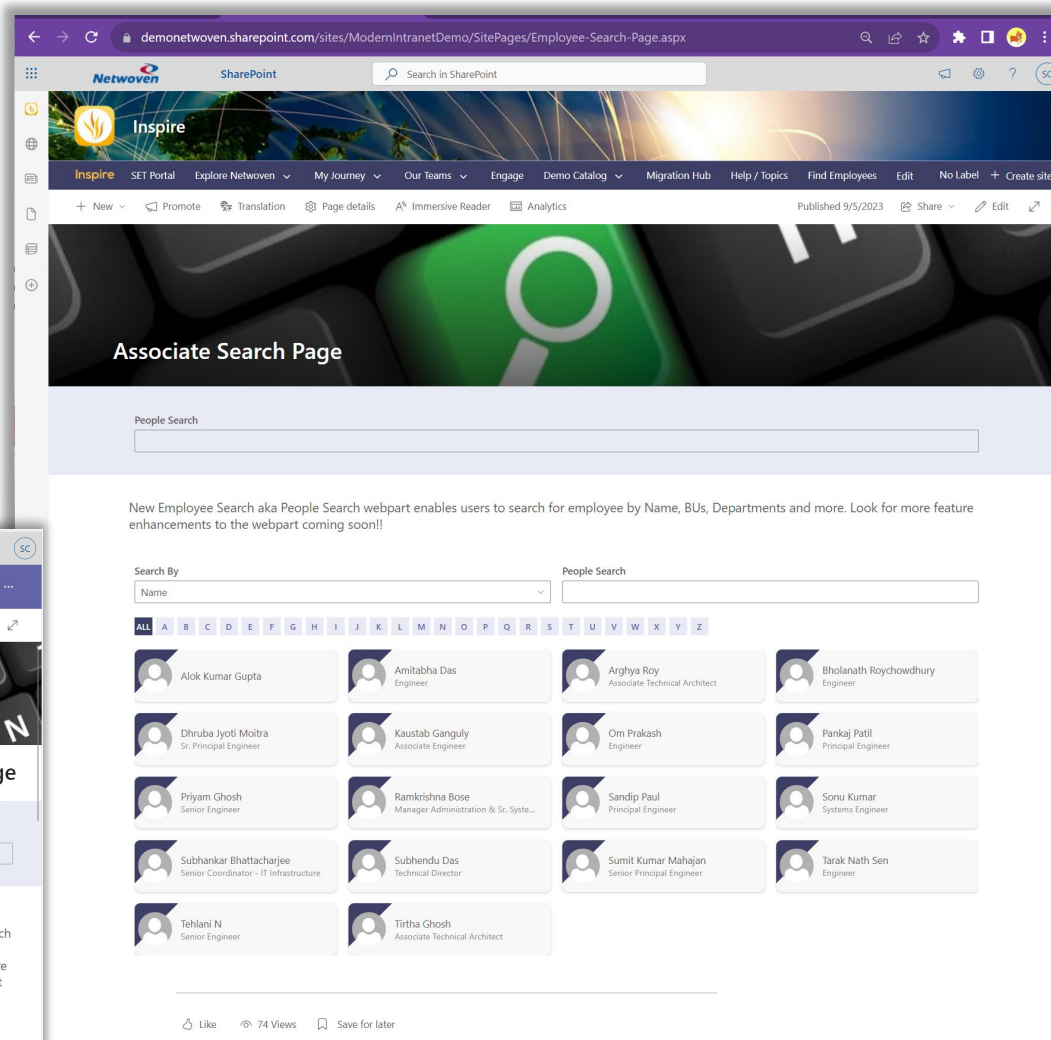 demonetwoven.sharepoint.com/sites/ModernIntranetDemo/SitePages/Employee-Search-Page.aspx
Netwoven SharePoint Search in SharePoint ? SC
Inspire
Inspire SET Portal Explore Netwoven My Journey Our Teams Engage Demo Catalog Migration Hub Help / Topics Find Employees Edit No Label + Create site
+ New Promote Translation Page details Immersive Reader Analytics Published 9/5/2023 Share Edit
Associate Search Page
People Search
New Employee Search aka People Search webpart enables users to search for employee by Name, BUs, Departments and more. Look for more feature
enhancements to the webpart coming soon!!
Search By People Search
Name
ALL A B C D E F G H I J K L M N O P Q R S T U V W X Y Z
Alok Kumar Gupta
Amitabha Das
Engineer
Arghya Roy
Associate Technical Architect
Bholanath Roychowdhury
Engineer
Dhruba Jyoti Moitra
Sr. Principal Engineer
Kaustab Ganguly
Associate Engineer
Om Prakash
Engineer
Pankaj Patil
Principal Engineer
Priyam Ghosh
Senior Engineer
Ramkrishna Bose
Manager Administration & Sr. Syste...
Sandip Paul
Principal Engineer
Sonu Kumar
Systems Engineer
Subhankar Bhattacharjee
Senior Coordinator - IT Infrastructure
Subhendu Das
Technical Director
Sumit Kumar Mahajan
Senior Principal Engineer
Tarak Nath Sen
Engineer
Tehlani N
Senior Engineer
Tirtha Ghosh
Associate Technical Architect
Like 74 Views Save for later
SC
...
N